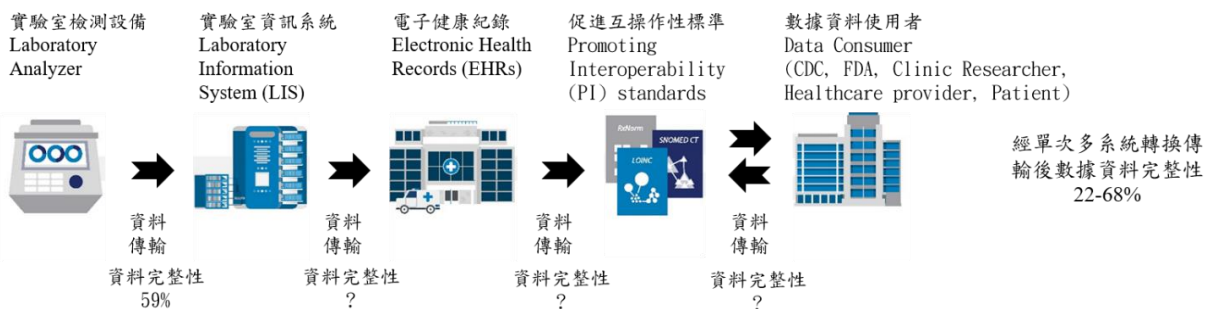 實驗室檢測設備
Laboratory
Analyzer
實驗室資訊系統
Laboratory
Information
System (LIS)
電子健康紀錄
Electronic Health
Records (EHRs)
促進互操作性標準
Promoting
Interoperability
(PI) standards
數據資料使用者
Data Consumer
(CDC, FDA, Clinic Researcher,
Healthcare provider, Patient)
RxNorm
SNOMED CT
LOINC
資料
傳輸
資料完整性
59%
資料
傳輸
資料完整性
?
資料
傳輸
資料完整性
?
資料
傳輸
資料完整性
?
經單次多系統轉換傳
輸後數據資料完整性
22-68%